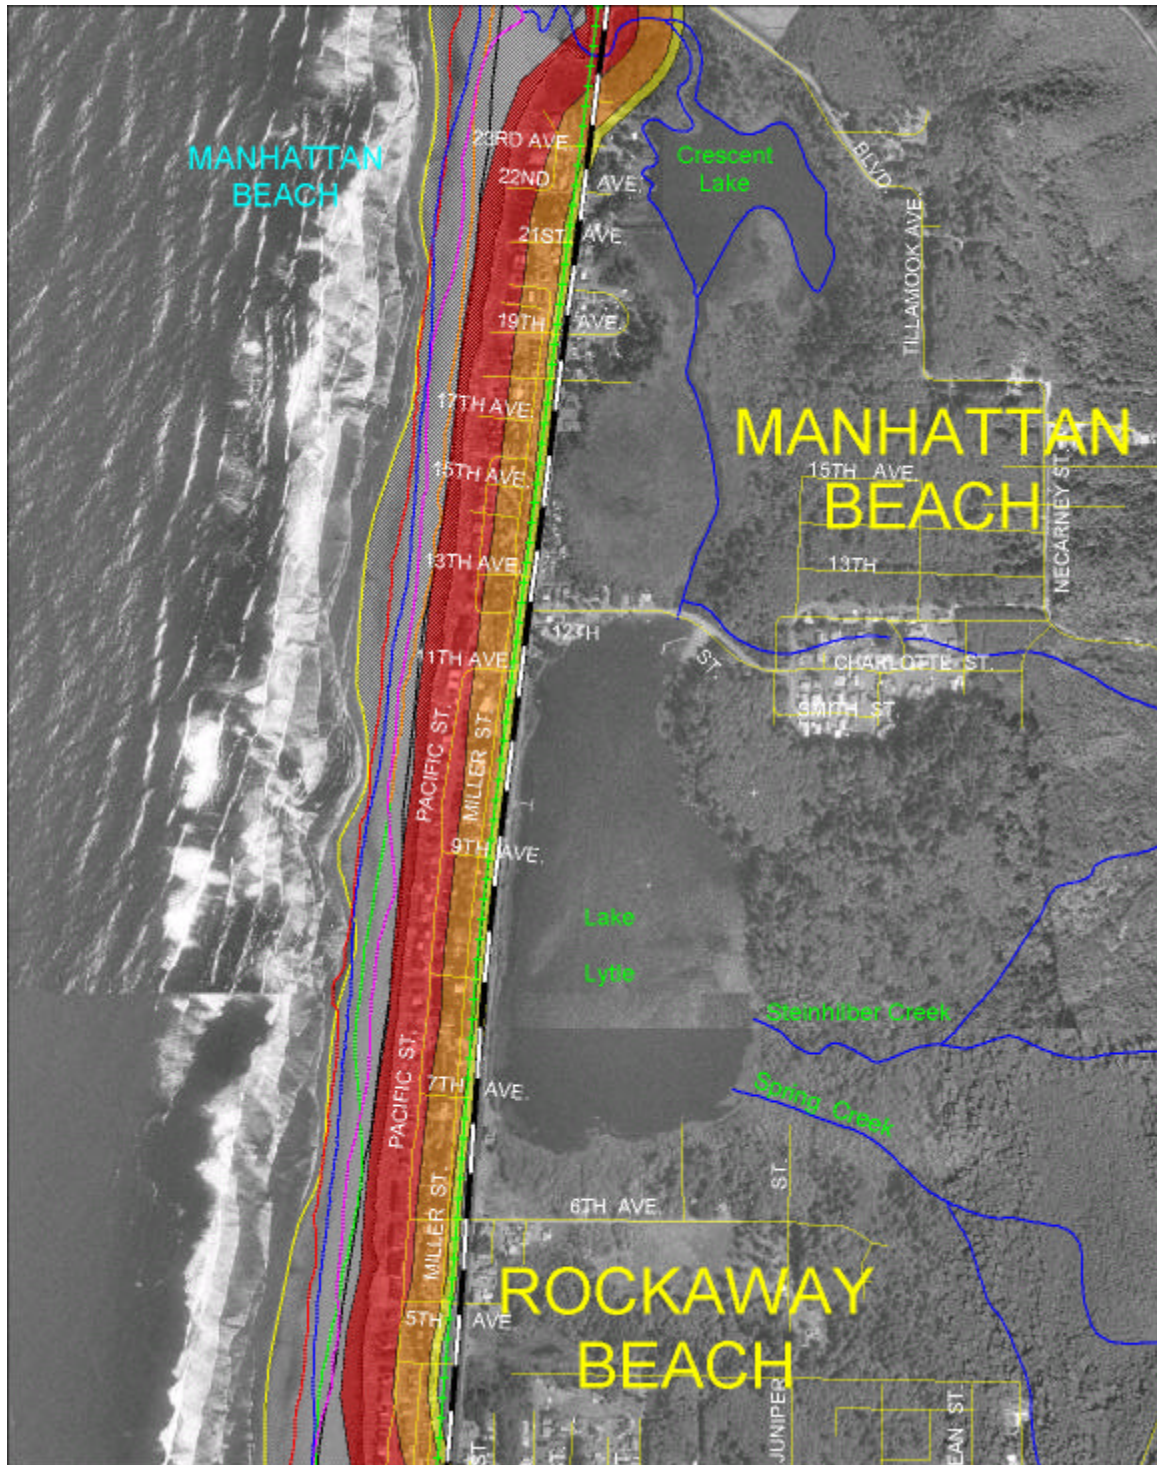 23RD AVE
BLVD
MANHATTAN
BEACH
Crescent
Lake
22ND AVE.
TILLAMOOK AVE.
21ST. AVE
19TH AVE.
17TH AVE.
MANHATTAN
BEACH
15TH AVE.
15TH AVE.
NECARNEY ST.
13TH AVE.
13TH
12TH ST.
11TH AVE.
CHARLOTTE ST.
SMITH ST
PACIFIC ST.
MILLER ST.
9TH AVE.
Lake
Lytle
Steinhilber Creek
PACIFIC ST.
7TH AVE.
Spring Creek
MILLER ST.
6TH AVE.
ST.
ROCKAWAY
BEACH
5TH AVE
JUNIPER
EAN ST.
ST.